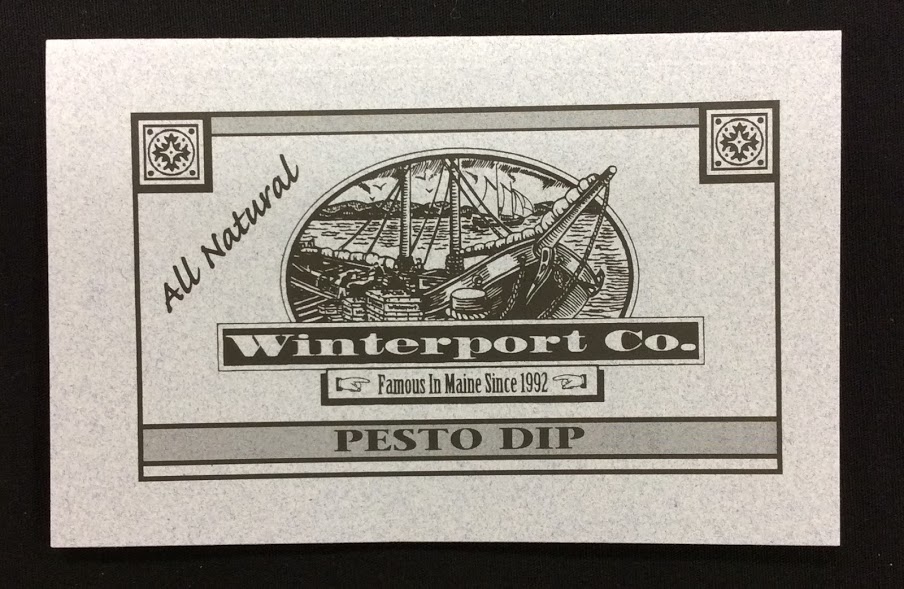 All Natural
Winterport Co.
Famous In Maine Since 1992
PESTO DIP